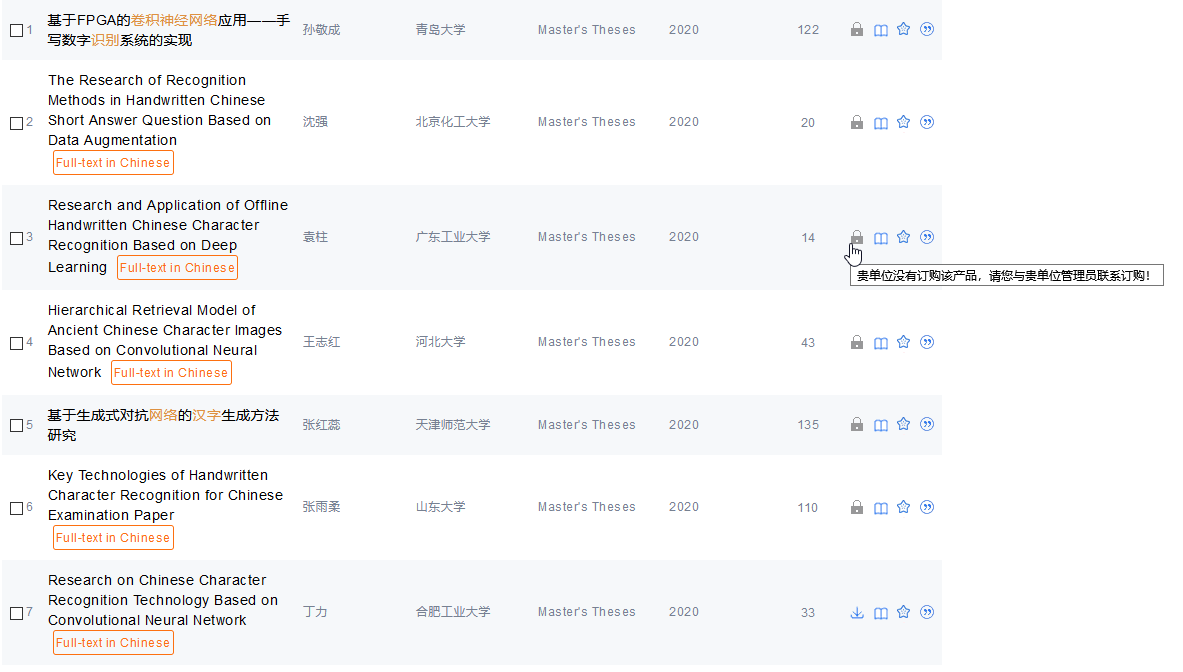 1 基于FPGA的卷积神经网络应用——手
写数字识别系统的实现
孙敬成 青岛大学 Master's Theses 2020 122
The Research of Recognition
Methods in Handwritten Chinese
2 Short Answer Question Based on
Data Augmentation
Full-text in Chinese
沈强 北京化工大学 Master's Theses 2020 20
Research and Application of Offline
Handwritten Chinese Character
3 Recognition Based on Deep
Learning Full-text in Chinese
袁柱 广东工业大学 Master's Theses 2020 14
贵单位没有订购该产品，请您与贵单位管理员联系订购！
Hierarchical Retrieval Model of
Ancient Chinese Character Images
4 Based on Convolutional Neural
Network Full-text in Chinese
王志红 河北大学 Master's Theses 2020 43
5 基于生成式对抗网络的汉字生成方法
研究
张红蕊 天津师范大学 Master's Theses 2020 135
Key Technologies of Handwritten
Character Recognition for Chinese
6 Examination Paper
Full-text in Chinese
张雨柔 山东大学 Master's Theses 2020 110
Research on Chinese Character
Recognition Technology Based on
7 Convolutional Neural Network
Full-text in Chinese
丁力 合肥工业大学 Master's Theses 2020 33